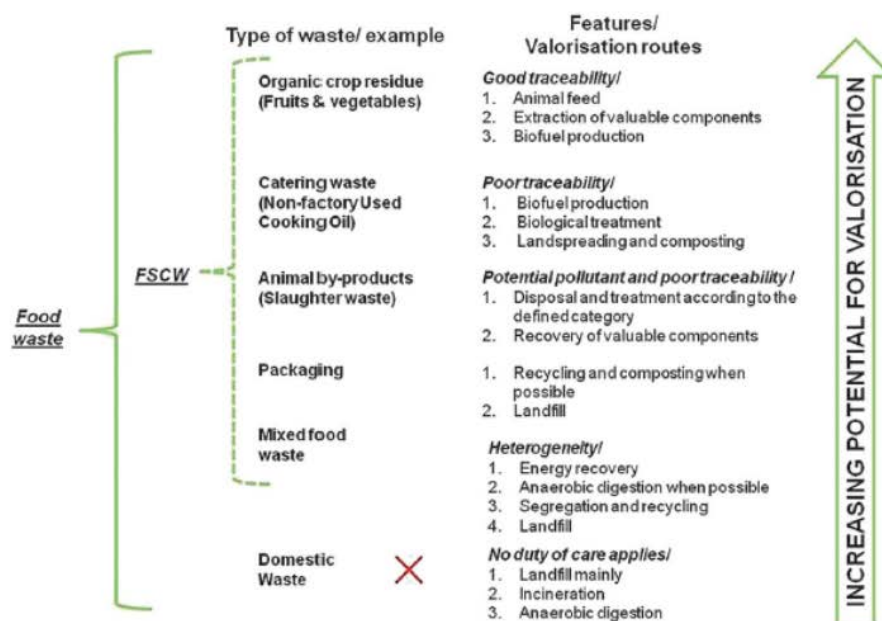 Type of waste/ example
Features/
Valorisation routes
Food
waste
FSCW
Organic crop residue
(Fruits & vegetables)
Good traceability/
1. Animal feed
2. Extraction of valuable components
3. Biofuel production
Catering waste
(Non-factory Used
Cooking Oil)
Poor traceability/
1. Biofuel production
2. Biological treatment
3. Landspreading and composting
Animal by-products
(Slaughter waste)
Potential pollutant and poor traceability/
1. Disposal and treatment according to the
defined category
2. Recovery of valuable components
Packaging
1. Recycling and composting when
possible
2. Landfill
Mixed food
waste
Heterogeneity/
1. Energy recovery
2. Anaerobic digestion when possible
3. Segregation and recycling
4. Landfill
Domestic
Waste
No duty of care applies/
1. Landfill mainly
2. Incineration
3. Anaerobic digestion
INCREASING POTENTIAL FOR VALORISATION